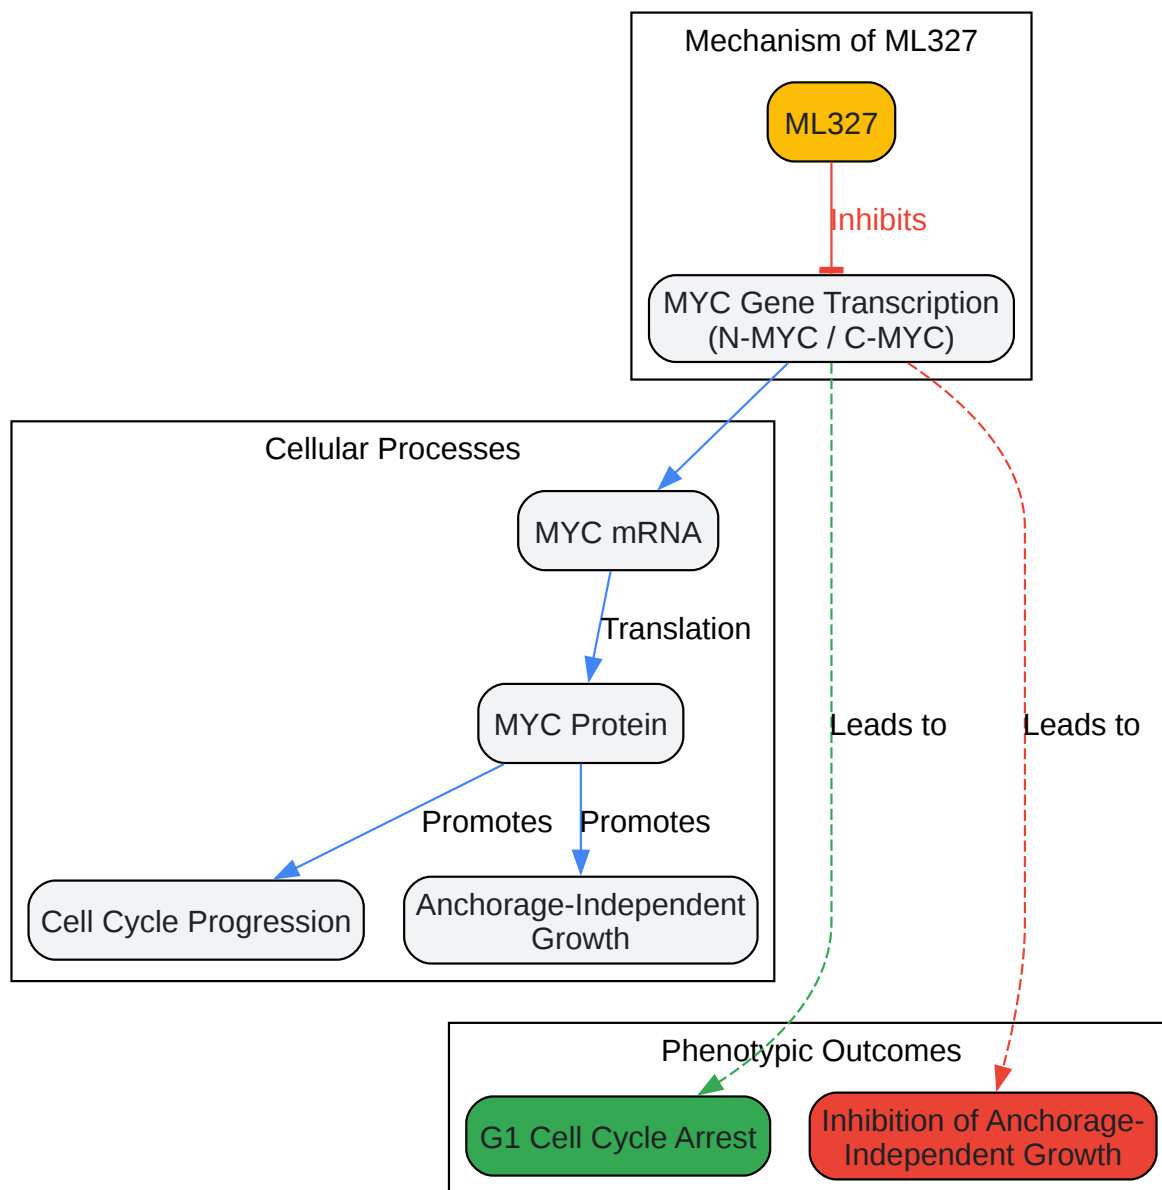 Mechanism of ML327
ML327
Inhibits
MYC Gene Transcription
(N-MYC / C-MYC)
Cellular Processes
MYC mRNA
Translation
MYC Protein
Leads to
Leads to
Promotes
Promotes
Cell Cycle Progression
Anchorage-Independent
Growth
Phenotypic Outcomes
G1 Cell Cycle Arrest
Inhibition of Anchorage-
Independent Growth